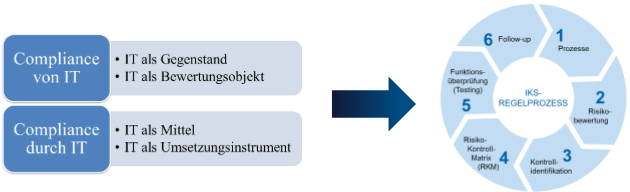 Compliance
von IT
• IT als Gegenstand
• IT als Bewertungsobjekt
Compliance
durch IT
• IT als Mittel
• IT als Umsetzungsinstrument
IKS-
REGELPROZESS
1
Prozesse
2
Risiko-
bewertung
3
Kontroll-
identifikation
Risiko-
Kontroll-
Matrix
(RKM)
4
Funktions-
überprüfung
(Testing)
5
6
Follow-up